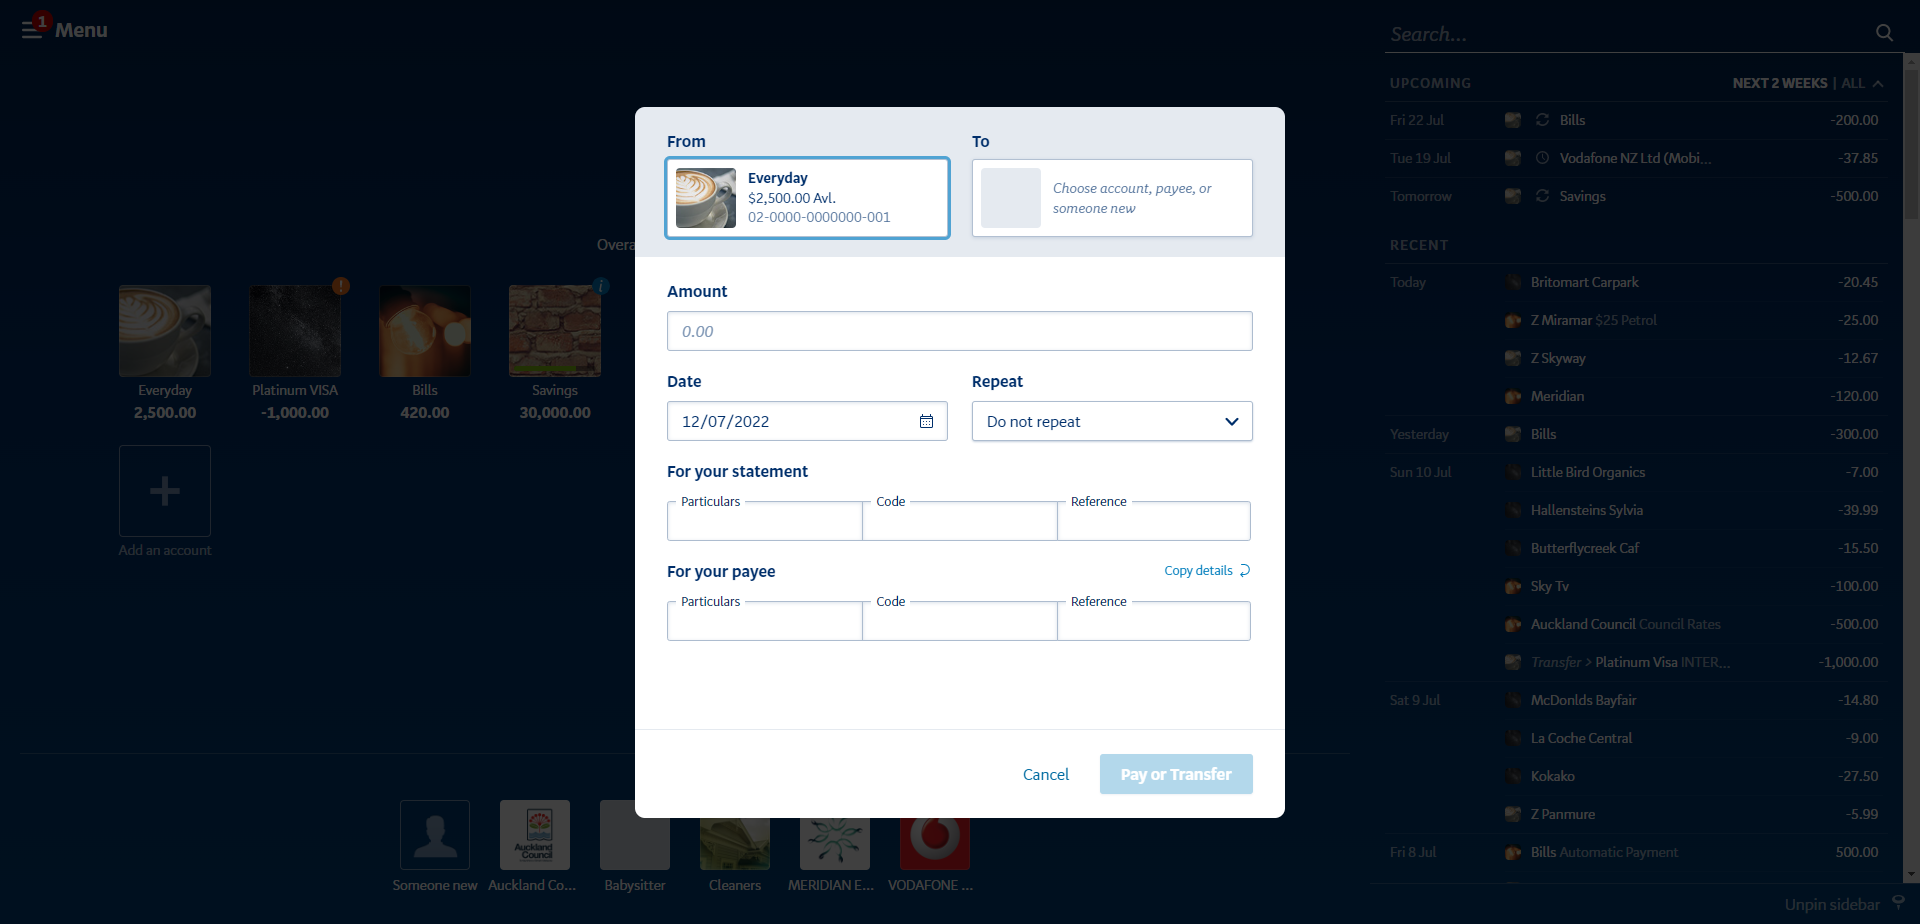 1
Menu
Search...
UPCOMING
NEXT 2 WEEKS | ALL
Fri 22 Jul Bills -200.00
Tue 19 Jul Vodafone NZ Ltd (Mobi... -37.85
Tomorrow Savings -500.00
RECENT
Today Britomart Carpark -20.45
Z Miramar $25 Petrol -25.00
Z Skyway -12.67
Meridian -120.00
Yesterday Bills -300.00
Sun 10 Jul Little Bird Organics -7.00
Hallensteins Sylvia -39.99
Butterflycreek Caf -15.50
Sky Tv -100.00
Auckland Council Council Rates -500.00
Transfer > Platinum Visa INTER... -1,000.00
Sat 9 Jul McDonlds Bayfair -14.80
La Coche Central -9.00
Kokako -27.50
Z Panmure -5.99
Fri 8 Jul Bills Automatic Payment 500.00
Unpin sidebar
Overa
!
i
Everyday
2,500.00
Platinum VISA
-1,000.00
Bills
420.00
Savings
30,000.00
Add an account
From
Everyday
$2,500.00 Avl.
02-0000-0000000-001
To
Choose account, payee, or
someone new
Amount
0.00
Date
12/07/2022
Repeat
Do not repeat
For your statement
Particulars Code Reference
For your payee
Copy details
Particulars Code Reference
Cancel
Pay or Transfer
Auckland
Council
Someone new
Auckland Co...
Babysitter
Cleaners
MERIDIAN E...
VODAFONE ...